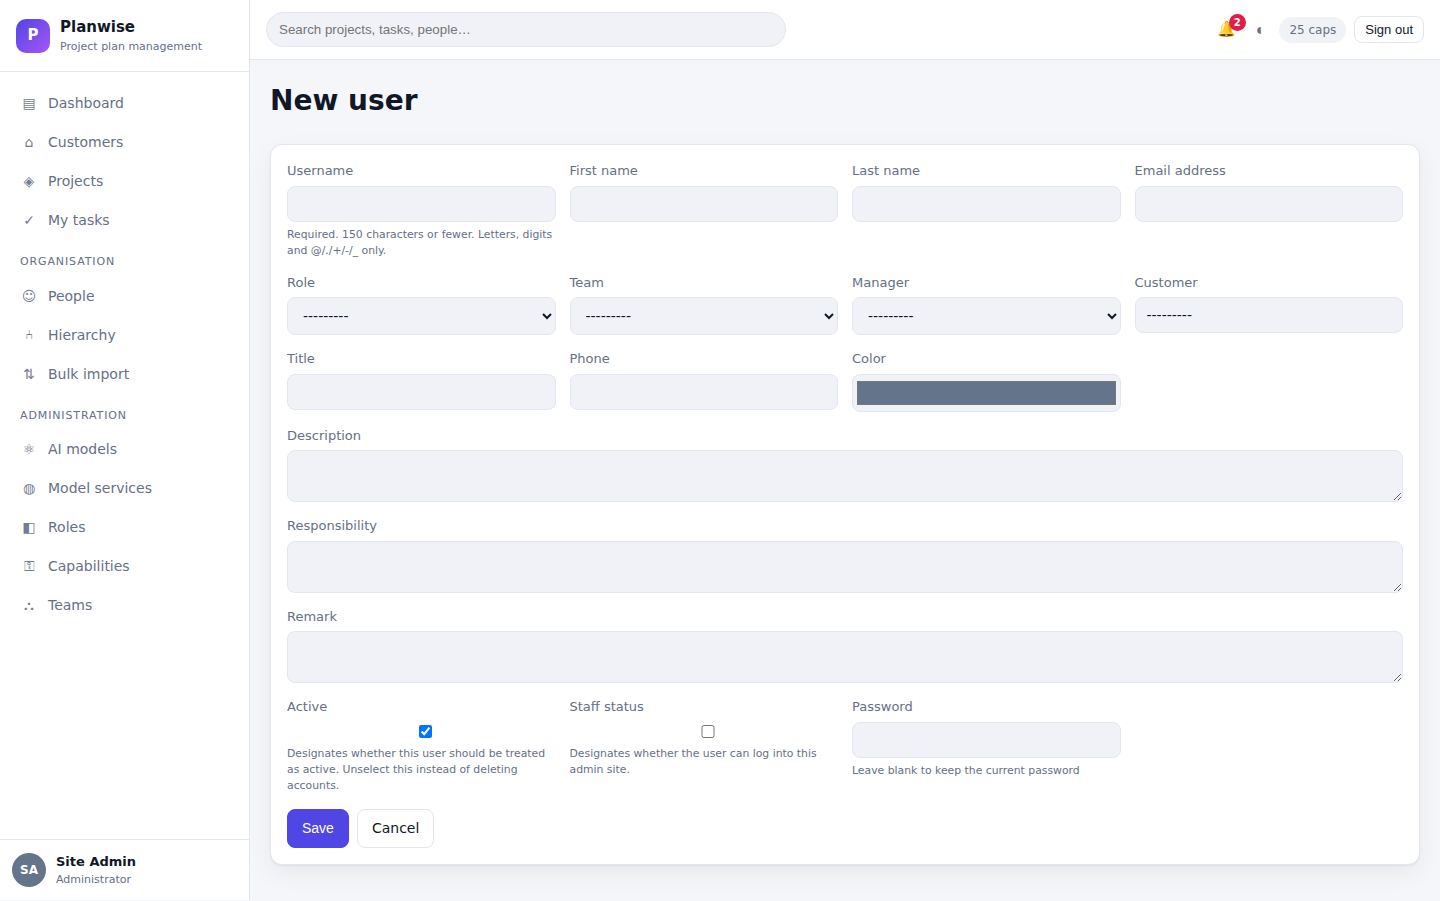 P
Planwise
Project plan management
Search projects, tasks, people…
2
25 caps
Sign out
Dashboard
Customers
Projects
My tasks
ORGANISATION
People
Hierarchy
Bulk import
ADMINISTRATION
AI models
Model services
Roles
Capabilities
Teams
SA
Site Admin
Administrator
New user
Username
First name
Last name
Email address
Required. 150 characters or fewer. Letters, digits
and @/./+/-/_ only.
Role
Team
Manager
Customer
---------
---------
---------
---------
Title
Phone
Color
Description
Responsibility
Remark
Active
Staff status
Password
Designates whether this user should be treated
as active. Unselect this instead of deleting
accounts.
Designates whether the user can log into this
admin site.
Leave blank to keep the current password
Save
Cancel